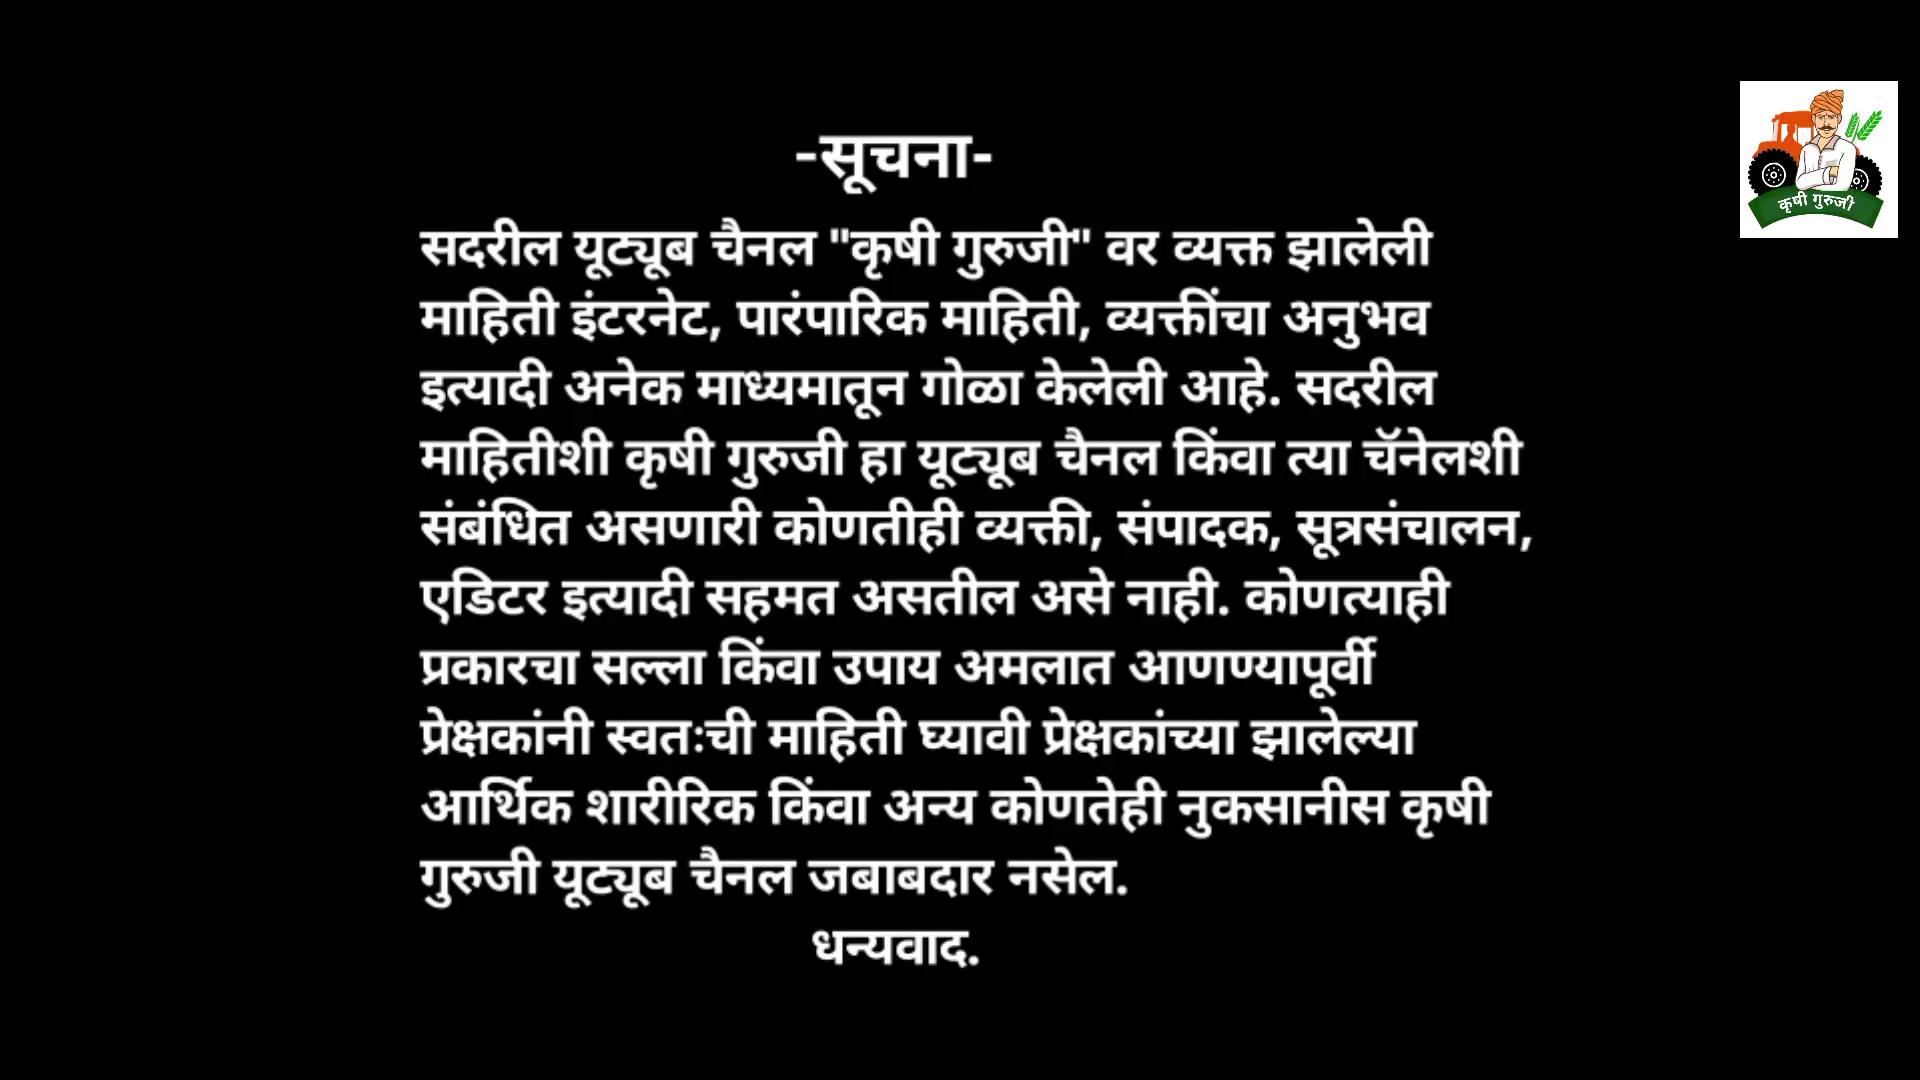 -सूचना-
सदरील यूट्यूब चैनल "कृषी गुरुजी" वर व्यक्त झालेली
माहिती इंटरनेट, पारंपारिक माहिती, व्यक्तींचा अनुभव
इत्यादी अनेक माध्यमातून गोळा केलेली आहे. सदरील
माहितीशी कृषी गुरुजी हा यूट्यूब चैनल किंवा त्या चॅनेलशी
संबंधित असणारी कोणतीही व्यक्ती, संपादक, सूत्रसंचालन,
एडिटर इत्यादी सहमत असतील असे नाही. कोणत्याही
प्रकारचा सल्ला किंवा उपाय अमलात आणण्यापूर्वी
प्रेक्षकांनी स्वतःची माहिती घ्यावी प्रेक्षकांच्या झालेल्या
आर्थिक शारीरिक किंवा अन्य कोणतेही नुकसानीस कृषी
गुरुजी यूट्यूब चैनल जबाबदार नसेल.
धन्यवाद.
कृषी गुरुजी